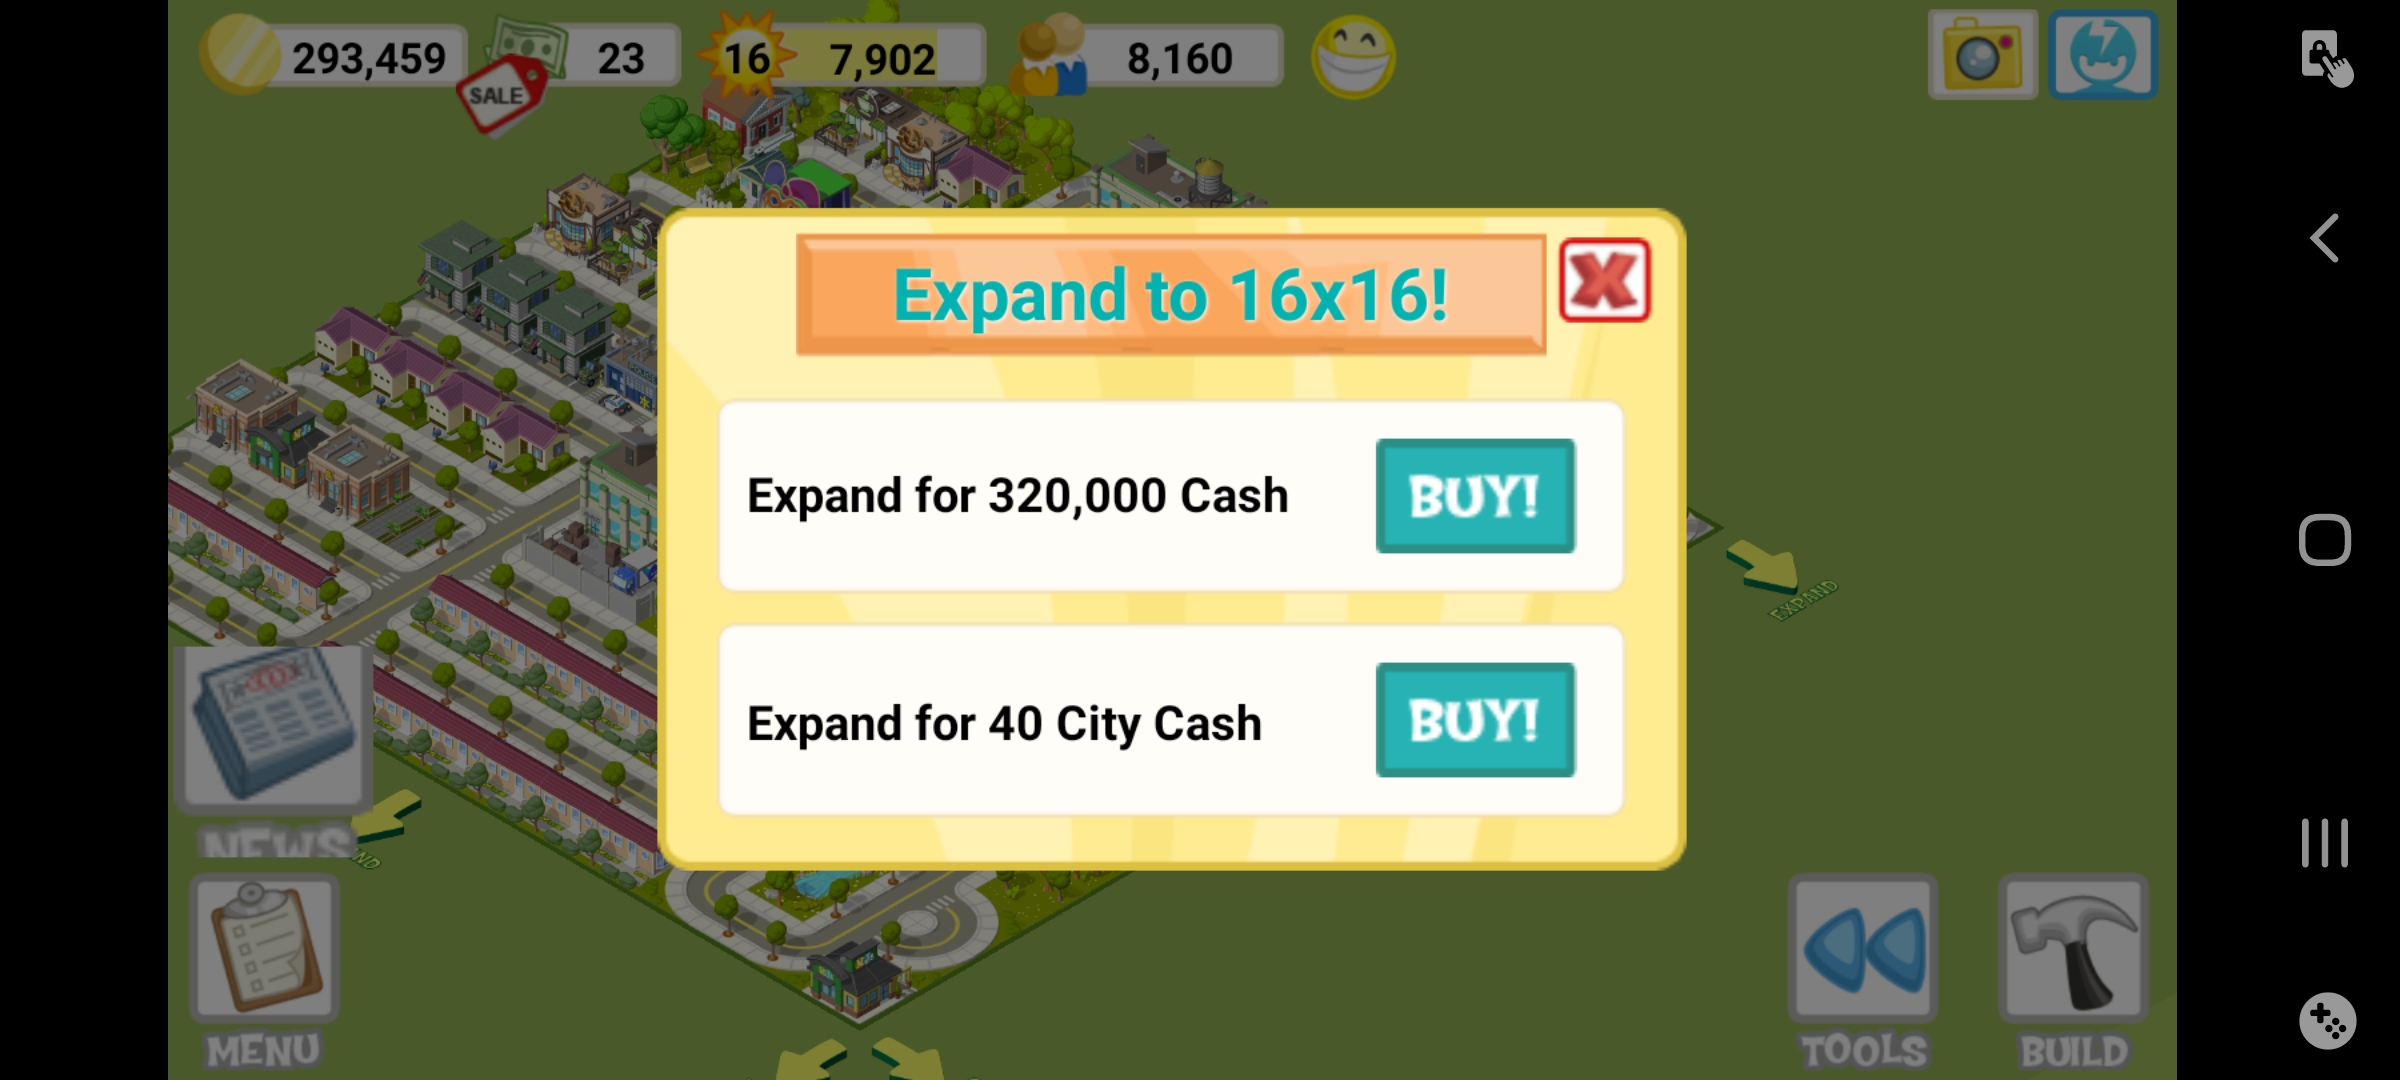 293,459
23
16
7,902
8,160
SALE
Expand to 16x16!
Expand for 320,000 Cash
BUY!
Expand for 40 City Cash
BUY!
EXPAND
NEWS
ND
MENU
TOOLS
BUILD